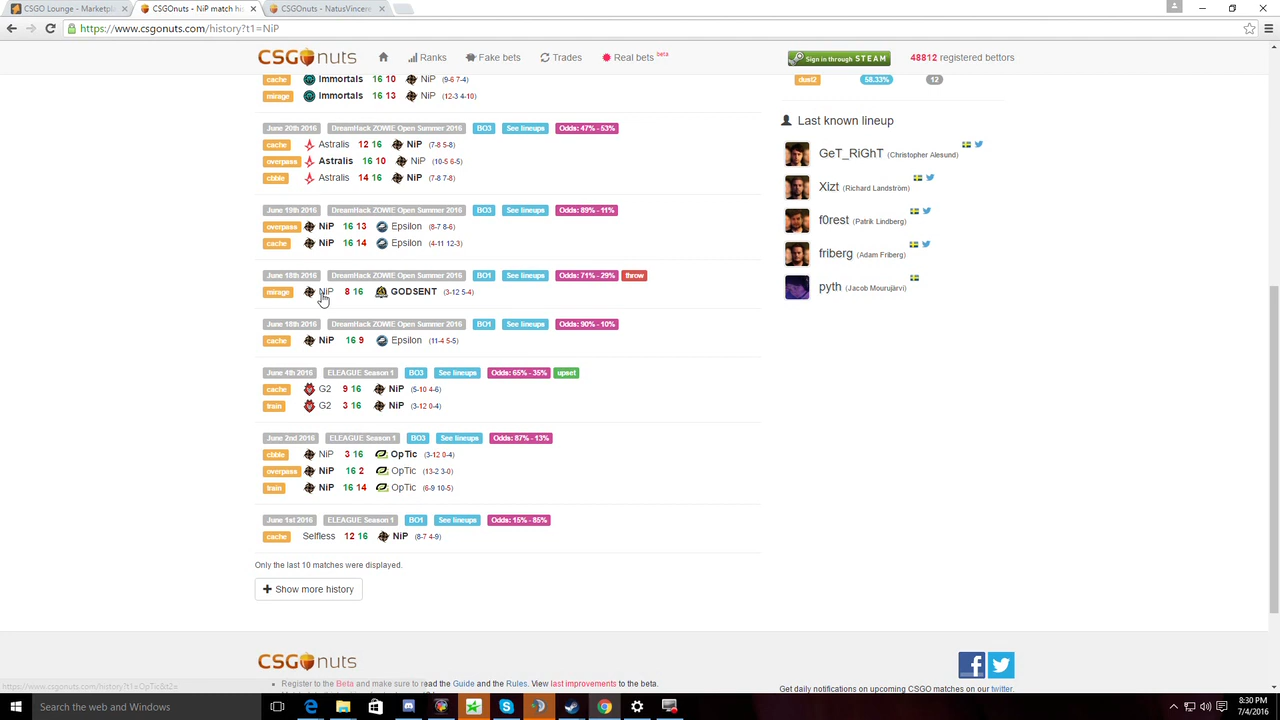 CSGO Lounge - Marketpl
CSGOnuts - NiP match his
CSGOnuts - NatusVincere
https://www.csgonuts.com/history?t1=NiP
CSGOnuts
Ranks
Fake bets
Trades
Real bets beta
Sign in through STEAM
48812 registered bettors
cache Immortals 16 10 NiP (9-6 7-4)
mirage Immortals 16 13 NiP (12-3 4-10)
June 20th 2016 DreamHack ZOWIE Open Summer 2016 BO3 See lineups Odds: 47% - 53%
cache Astralis 12 16 NiP (7-8 5-8)
overpass Astralis 16 10 NiP (10-5 6-5)
cbble Astralis 14 16 NiP (7-8 7-8)
June 19th 2016 DreamHack ZOWIE Open Summer 2016 BO3 See lineups Odds: 89% - 11%
overpass NiP 16 13 Epsilon (8-7 8-6)
cache NiP 16 14 Epsilon (4-11 12-3)
June 18th 2016 DreamHack ZOWIE Open Summer 2016 BO1 See lineups Odds: 71% - 29% throw
mirage NiP 8 16 GODSENT (3-12 5-4)
June 18th 2016 DreamHack ZOWIE Open Summer 2016 BO1 See lineups Odds: 90% - 10%
cache NiP 16 9 Epsilon (11-4 5-5)
June 4th 2016 ELEAGUE Season 1 BO3 See lineups Odds: 65% - 35% upset
cache G2 9 16 NiP (5-10 4-6)
train G2 3 16 NiP (3-12 0-4)
June 2nd 2016 ELEAGUE Season 1 BO3 See lineups Odds: 87% - 13%
cbble NiP 3 16 OpTic (3-12 0-4)
overpass NiP 16 2 OpTic (13-2 3-0)
train NiP 16 14 OpTic (6-9 10-5)
June 1st 2016 ELEAGUE Season 1 BO1 See lineups Odds: 15% - 85%
cache Selfless 12 16 NiP (8-7 4-9)
Only the last 10 matches were displayed.
Show more history
dust2 58.33% 12
Last known lineup
GeT_RiGHT (Christopher Alesund)
Xizt (Richard Landström)
f0rest (Patrik Lindberg)
friberg (Adam Friberg)
pyth (Jacob Mourujärvi)
CSGOnuts
Register to the Beta and make sure to read the Guide and the Rules. View last improvements to the beta.
Get daily notifications on upcoming CSGO matches on our twitter.
https://www.csgonuts.com/history?t1=OpTic&t2=
Search the web and Windows
8:30 PM
7/4/2016